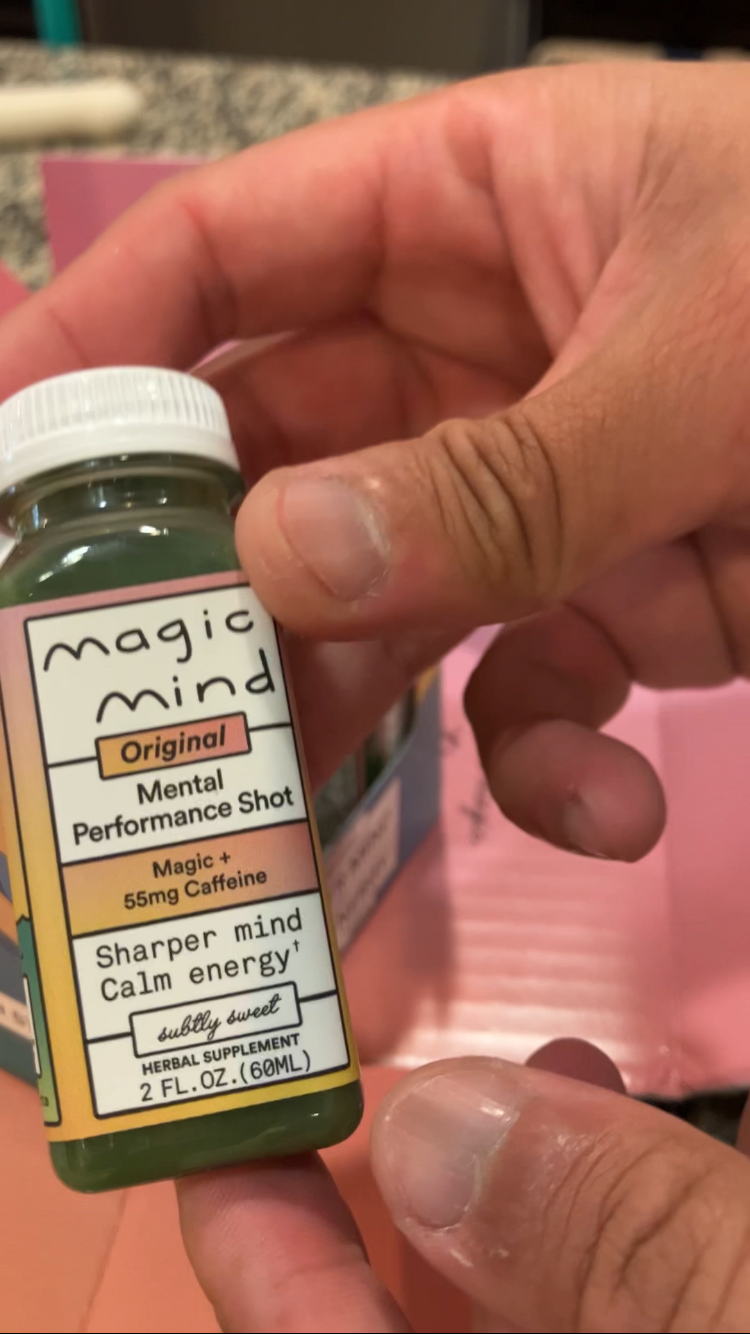 magic
mind
Original
Mental
Performance Shot
Magic +
55mg Caffeine
Sharper mind
Calm energy†
subtly sweet
HERBAL SUPPLEMENT
2 FL.OZ.(60ML)